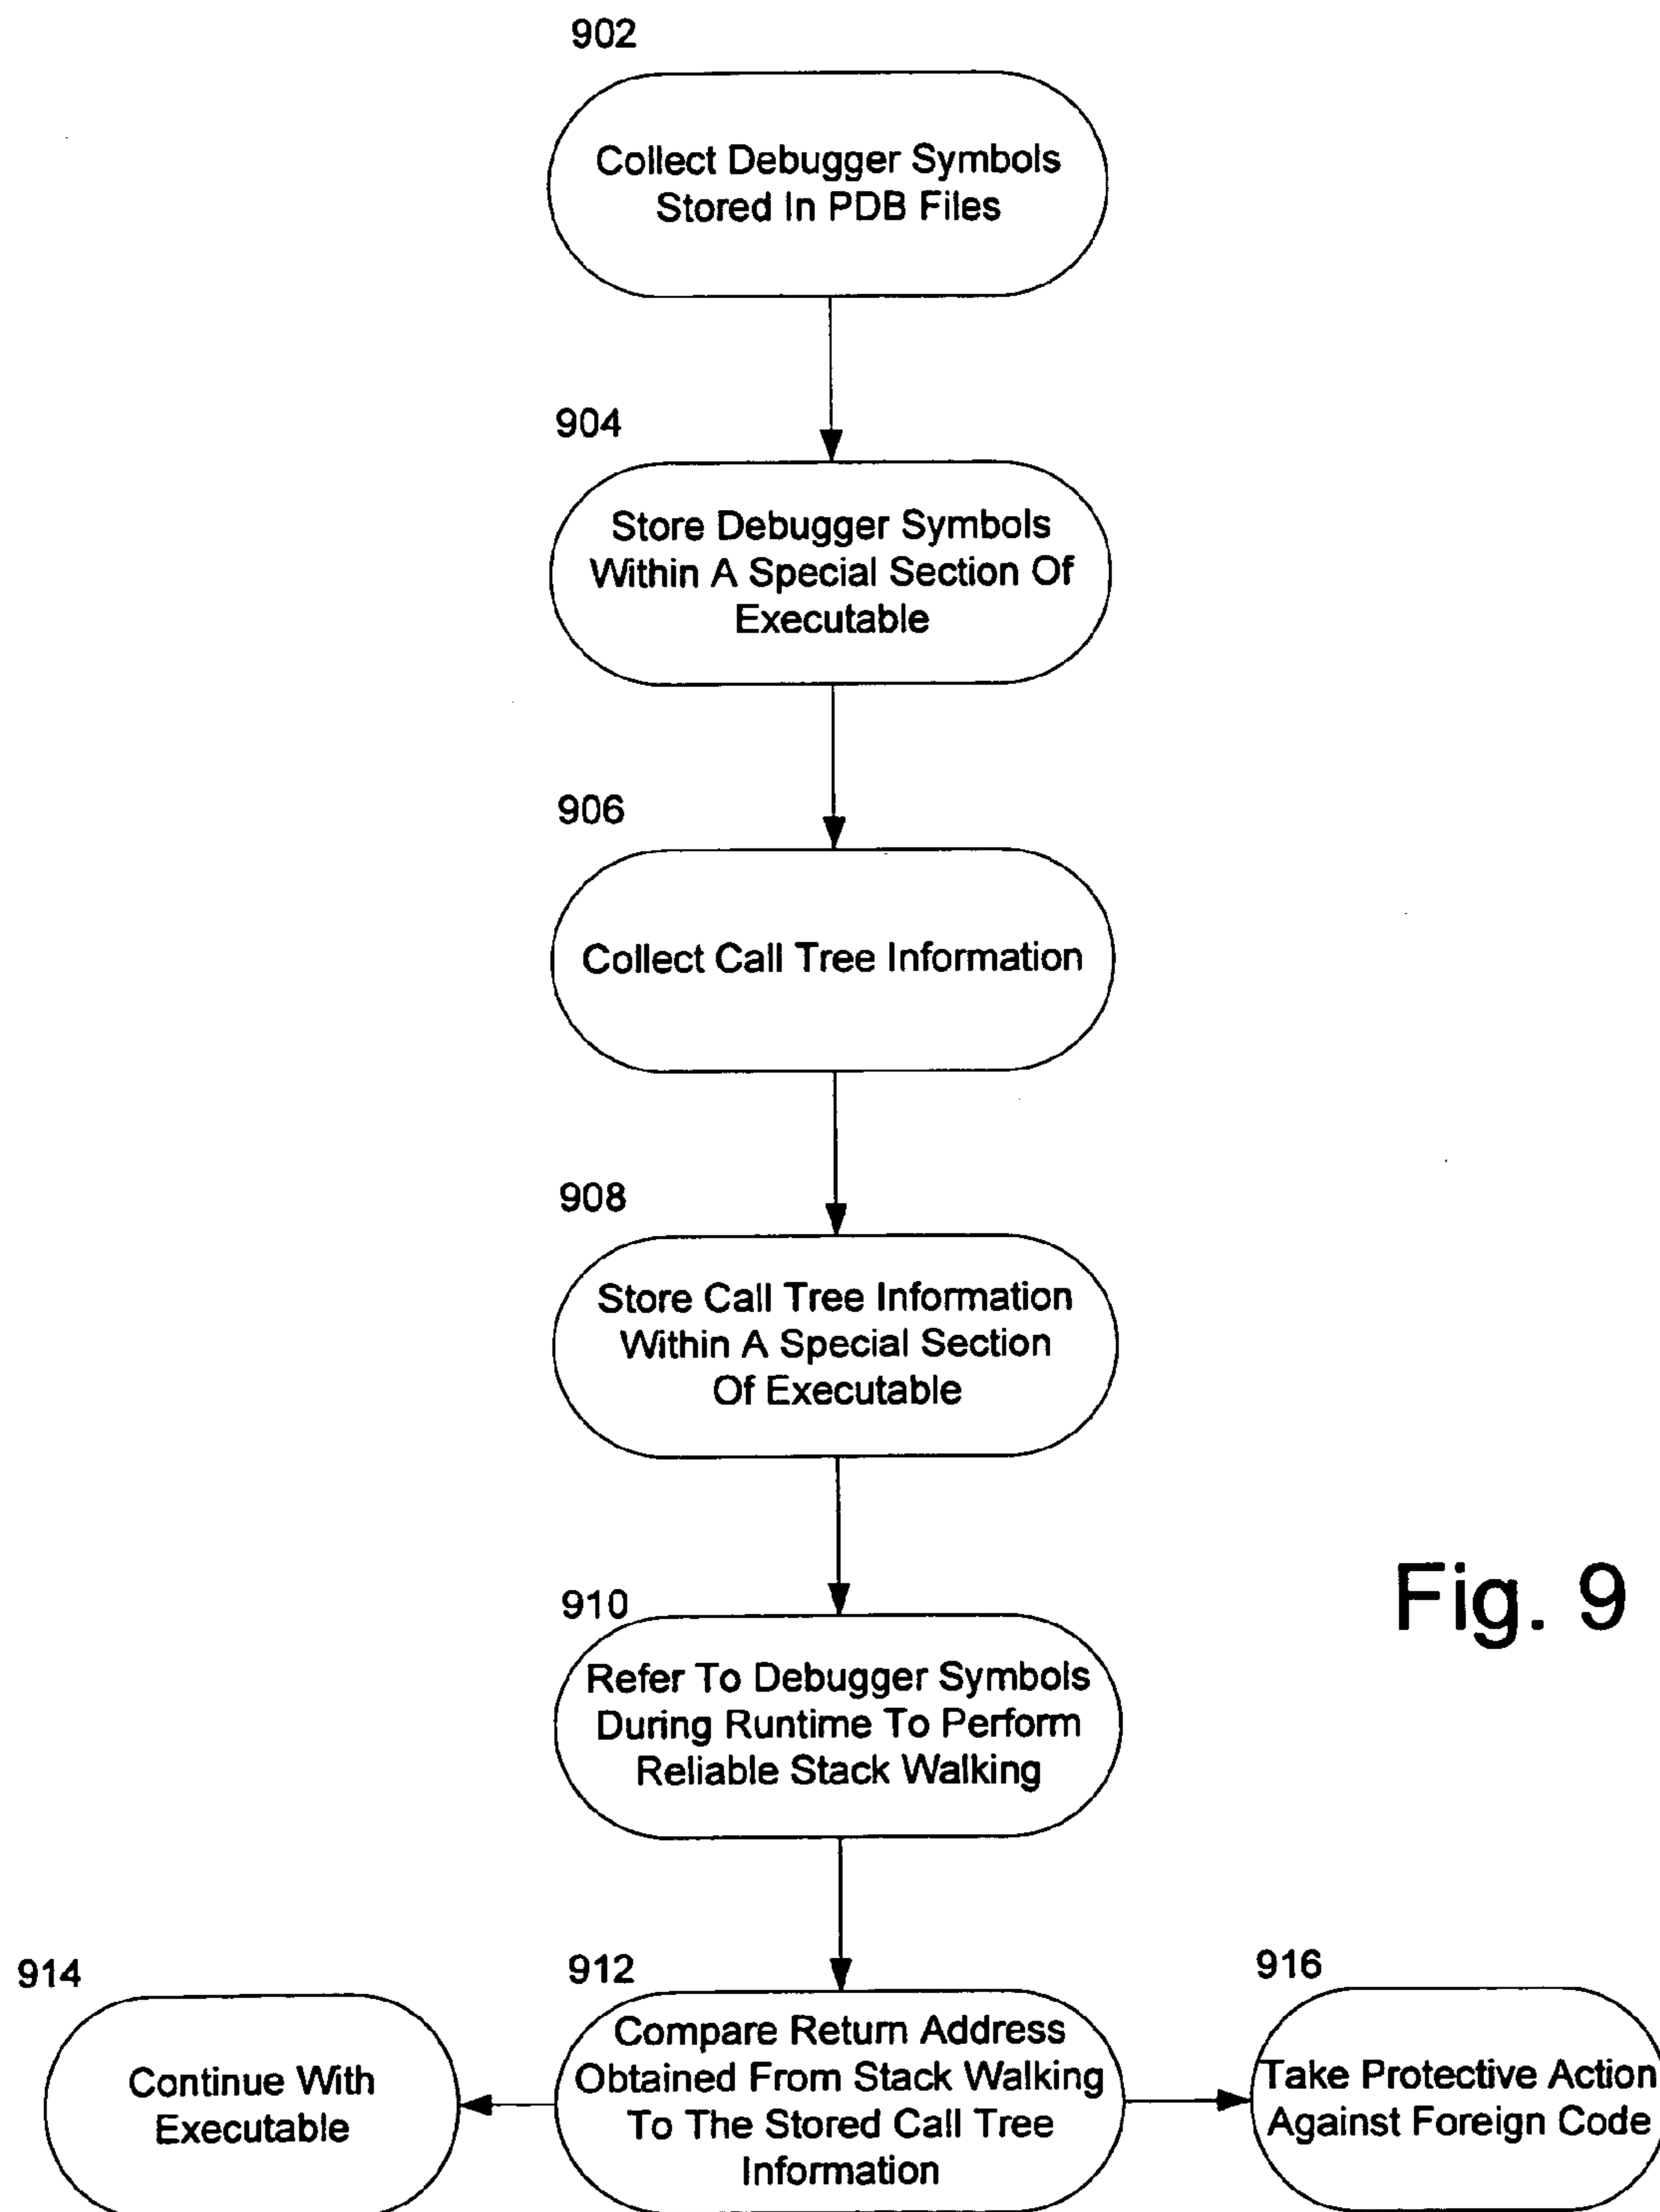 902
Collect Debugger Symbols
Stored In PDB Files
904
Store Debugger Symbols
Within A Special Section Of
Executable
906
Collect Call Tree Information
908
Store Call Tree Information
Within A Special Section
Of Executable
910
Refer To Debugger Symbols
During Runtime To Perform
Reliable Stack Walking
Fig. 9
914
Continue With
Executable
912
Compare Return Address
Obtained From Stack Walking
To The Stored Call Tree
Information
916
Take Protective Action
Against Foreign Code